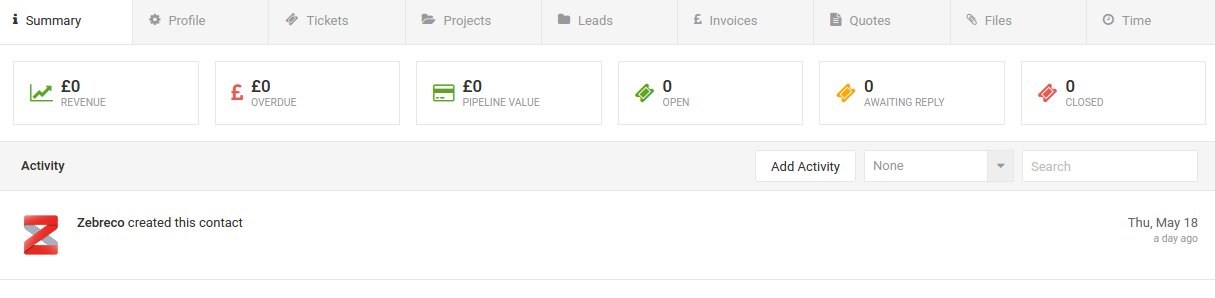 Summary
Profile
Tickets
Projects
Leads
£ Invoices
Quotes
Files
Time
£0
REVENUE
£ £0
OVERDUE
£0
PIPELINE VALUE
0
OPEN
0
AWAITING REPLY
0
CLOSED
Activity
Add Activity
None
Search
Zebreco created this contact
Thu, May 18
a day ago